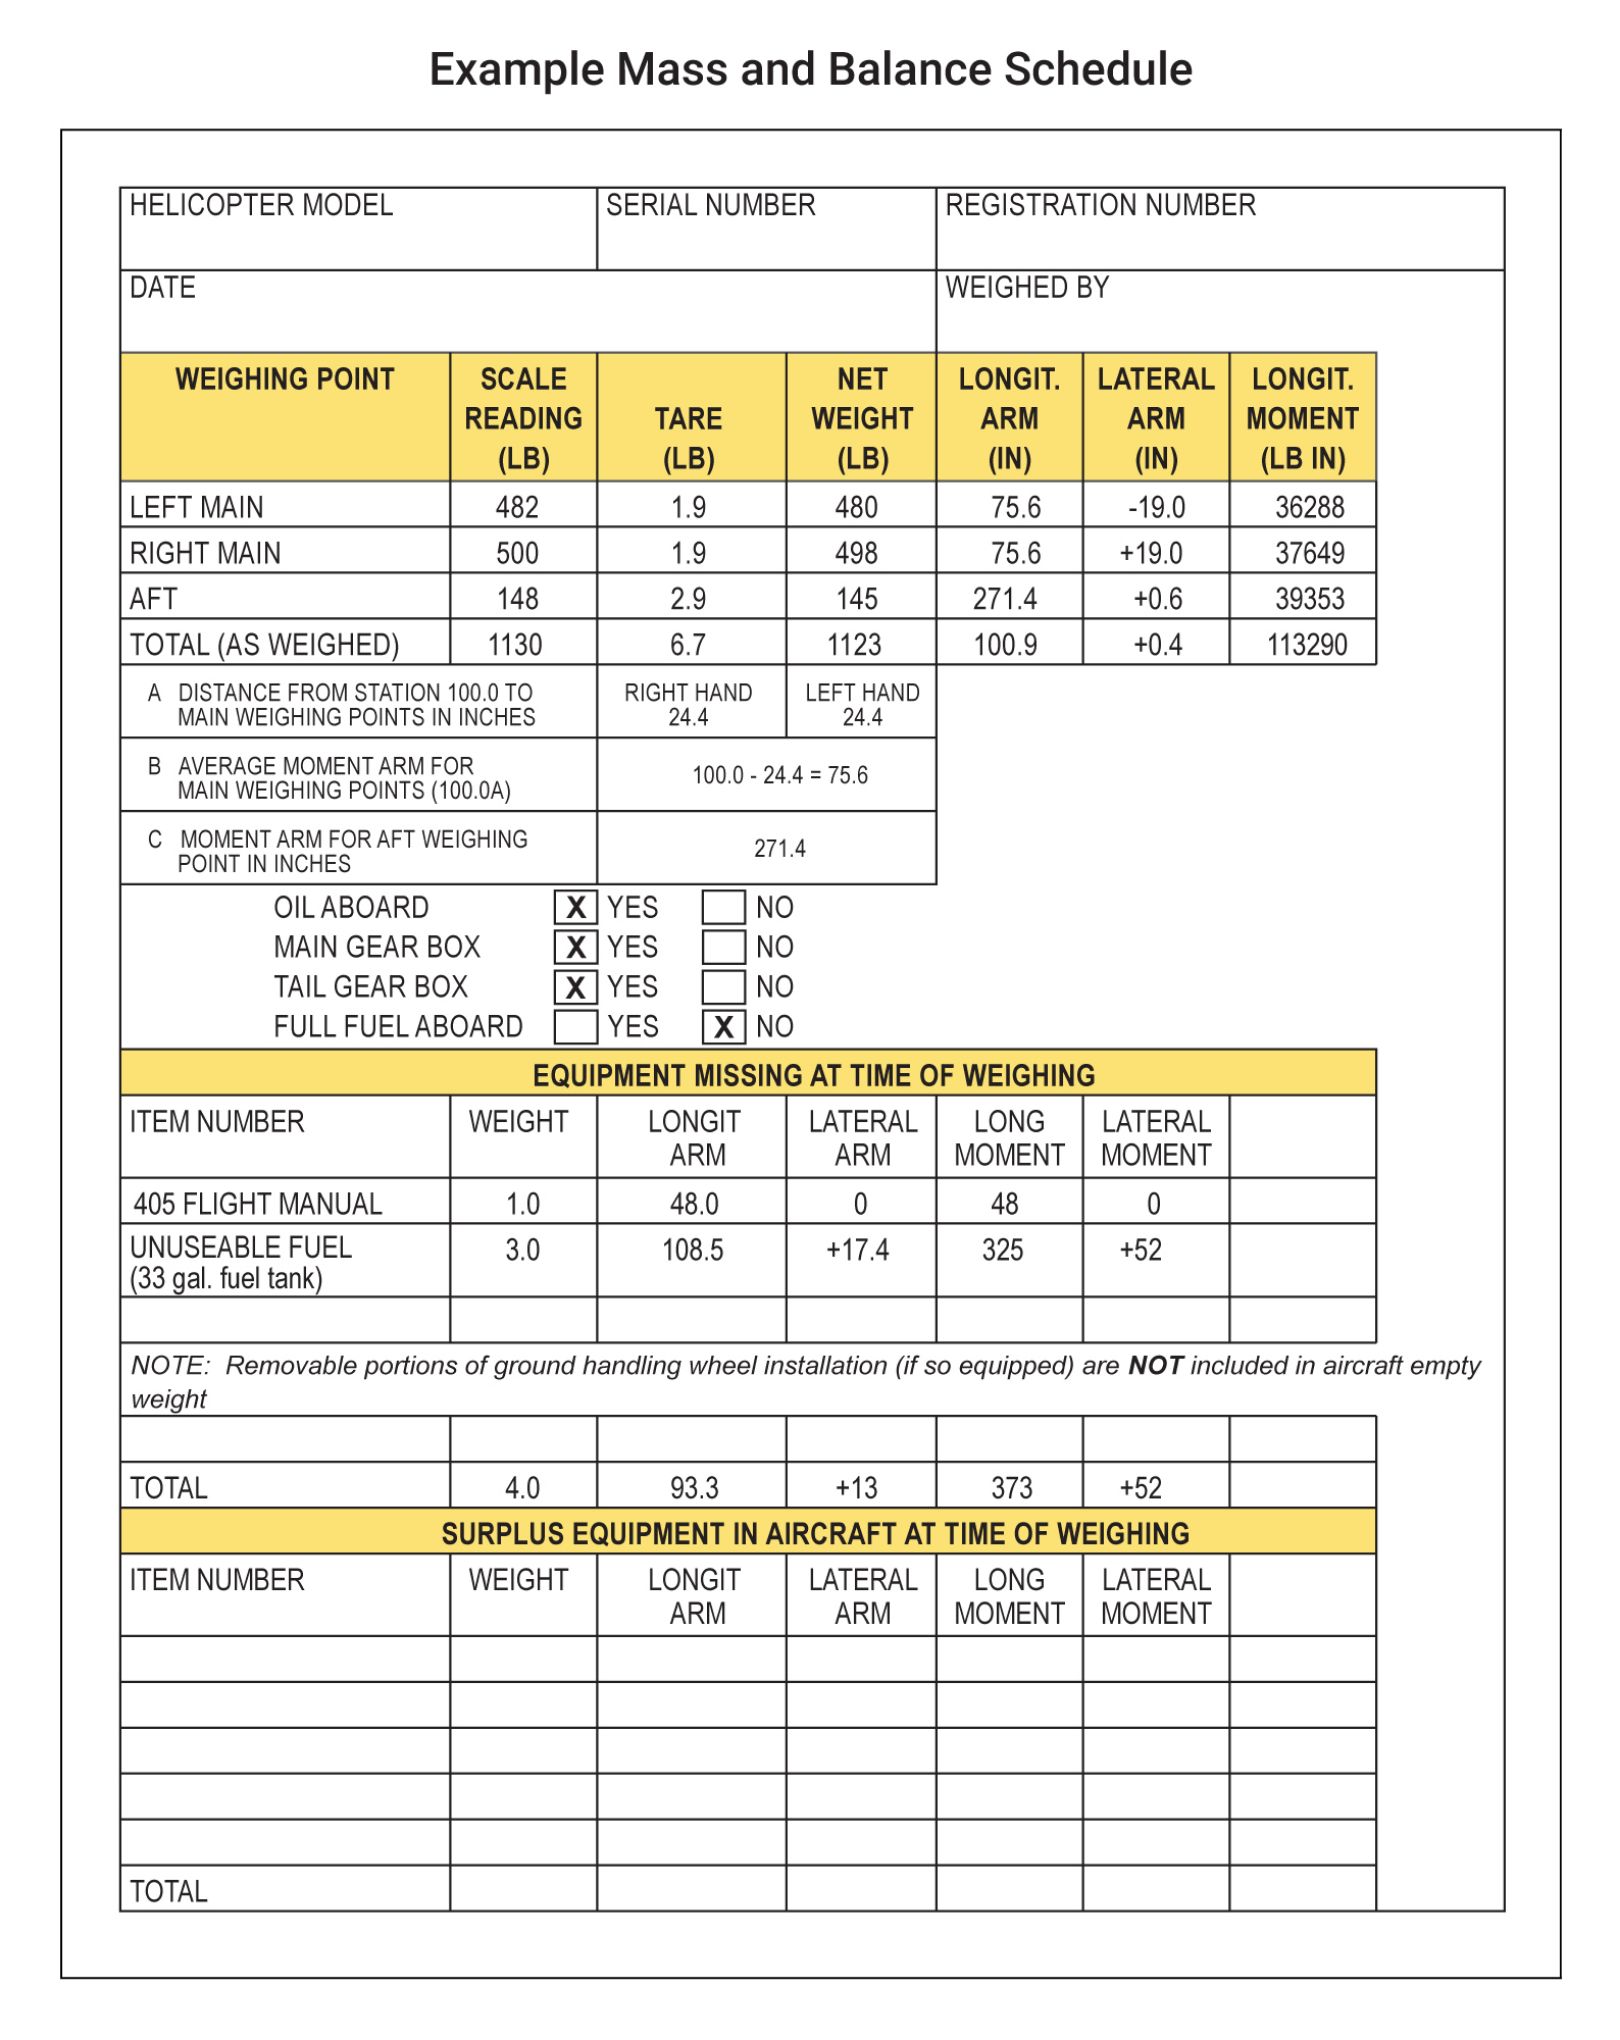 Example Mass and Balance Schedule
HELICOPTER MODEL SERIAL NUMBER REGISTRATION NUMBER
DATE WEIGHED BY
WEIGHING POINT SCALE READING (LB) TARE (LB) NET WEIGHT (LB) LONGIT. ARM (IN) LATERAL ARM (IN) LONGIT. MOMENT (LB IN)
LEFT MAIN 482 1.9 480 75.6 -19.0 36288
RIGHT MAIN 500 1.9 498 75.6 +19.0 37649
AFT 148 2.9 145 271.4 +0.6 39353
TOTAL (AS WEIGHED) 1130 6.7 1123 100.9 +0.4 113290
A DISTANCE FROM STATION 100.0 TO RIGHT HAND LEFT HAND
MAIN WEIGHING POINTS IN INCHES 24.4 24.4
B AVERAGE MOMENT ARM FOR
MAIN WEIGHING POINTS (100.0A) 100.0 - 24.4 = 75.6
C MOMENT ARM FOR AFT WEIGHING
POINT IN INCHES 271.4
OIL ABOARD X YES NO
MAIN GEAR BOX X YES NO
TAIL GEAR BOX X YES NO
FULL FUEL ABOARD YES X NO
EQUIPMENT MISSING AT TIME OF WEIGHING
ITEM NUMBER WEIGHT LONGIT ARM LATERAL ARM LONG MOMENT LATERAL MOMENT
405 FLIGHT MANUAL 1.0 48.0 0 48 0
UNUSEABLE FUEL 3.0 108.5 +17.4 325 +52
(33 gal. fuel tank)
NOTE: Removable portions of ground handling wheel installation (if so equipped) are NOT included in aircraft empty
weight
TOTAL 4.0 93.3 +13 373 +52
SURPLUS EQUIPMENT IN AIRCRAFT AT TIME OF WEIGHING
ITEM NUMBER WEIGHT LONGIT ARM LATERAL ARM LONG MOMENT LATERAL MOMENT
TOTAL